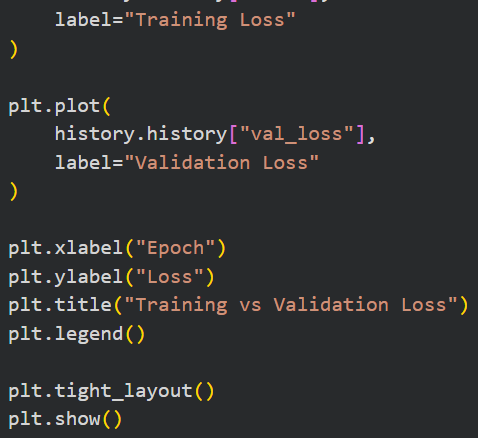 label="Training Loss"
)
plt.plot(
history.history["val_loss"],
label="Validation Loss"
)
plt.xlabel("Epoch")
plt.ylabel("Loss")
plt.title("Training vs Validation Loss")
plt.legend()
plt.tight_layout()
plt.show()